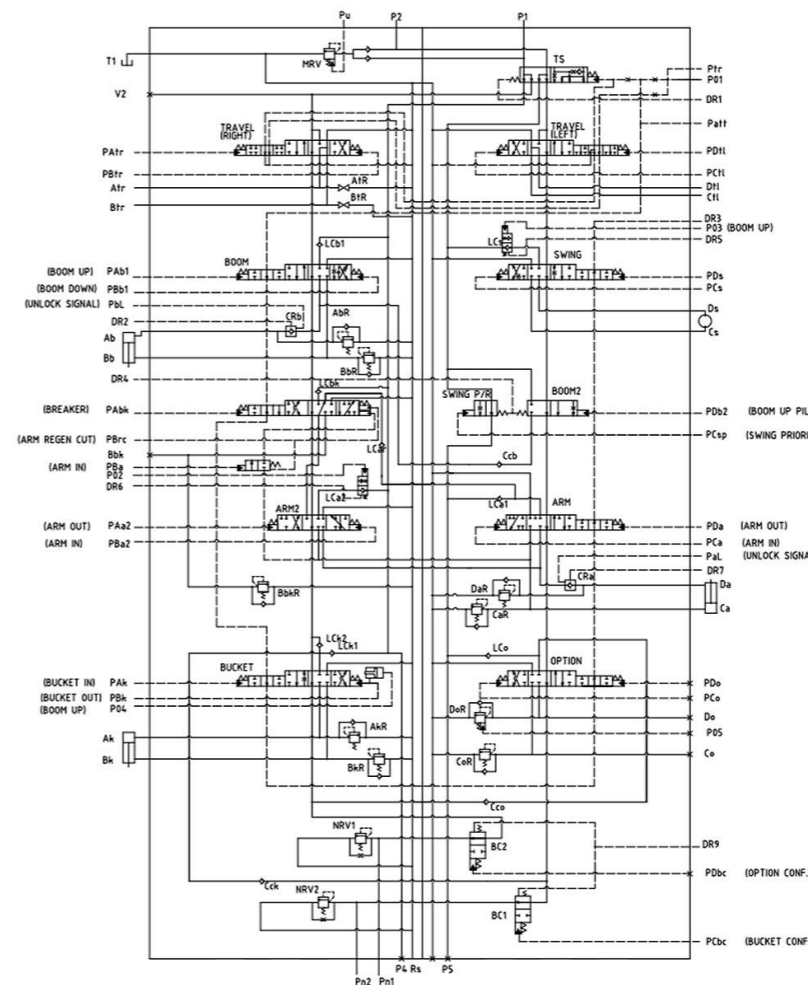 Pu P2 P1
T1 MRV TS
Ptr
P01
V2
DR1
Patt
TRAVEL (RIGHT) TRAVEL (LEFT)
PAtr PDtl
PBtr PCtl
Atr AtR Dtl
Ctl
Btr BtR
DR3
P03 (BOOM UP)
LCs DR5
LCb1
BOOM SWING
(BOOM UP) PAb1 PDs
(BOOM DOWN) PBb1 PCs
(UNLOCK SIGNAL) PbL
CRb AbR Ds
DR2
Ab
Bb BbR Cs
DR4
LCbk
SWING P/R BOOM2
(BREAKER) PAbk PDb2 (BOOM UP PIL
PCsp (SWING PRIORI
(ARM REGEN CUT) PBrc
Bbk
Ccb
(ARM IN) PBa
P02
DR6
LCa2 LCa1
ARM2 ARM
(ARM OUT) PAa2 PDa (ARM OUT)
(ARM IN) PBa2 PCa (ARM IN)
PaL (UNLOCK SIGNA
CRa DR7
BbkR DaR Da
CaR Ca
LCk2
LCk1 LCo
BUCKET OPTION
(BUCKET IN) PAk PDo
(BUCKET OUT) PBk PCo
(BOOM UP) P04 DoR Do
P05
Ak AkR
Bk BkR CoR Co
Cco
NRV1 BC2 DR9
PDbc (OPTION CONF.
Cck NRV2 BC1
PCbc (BUCKET CONF
P4 Rs P5
Pn2 Pn1